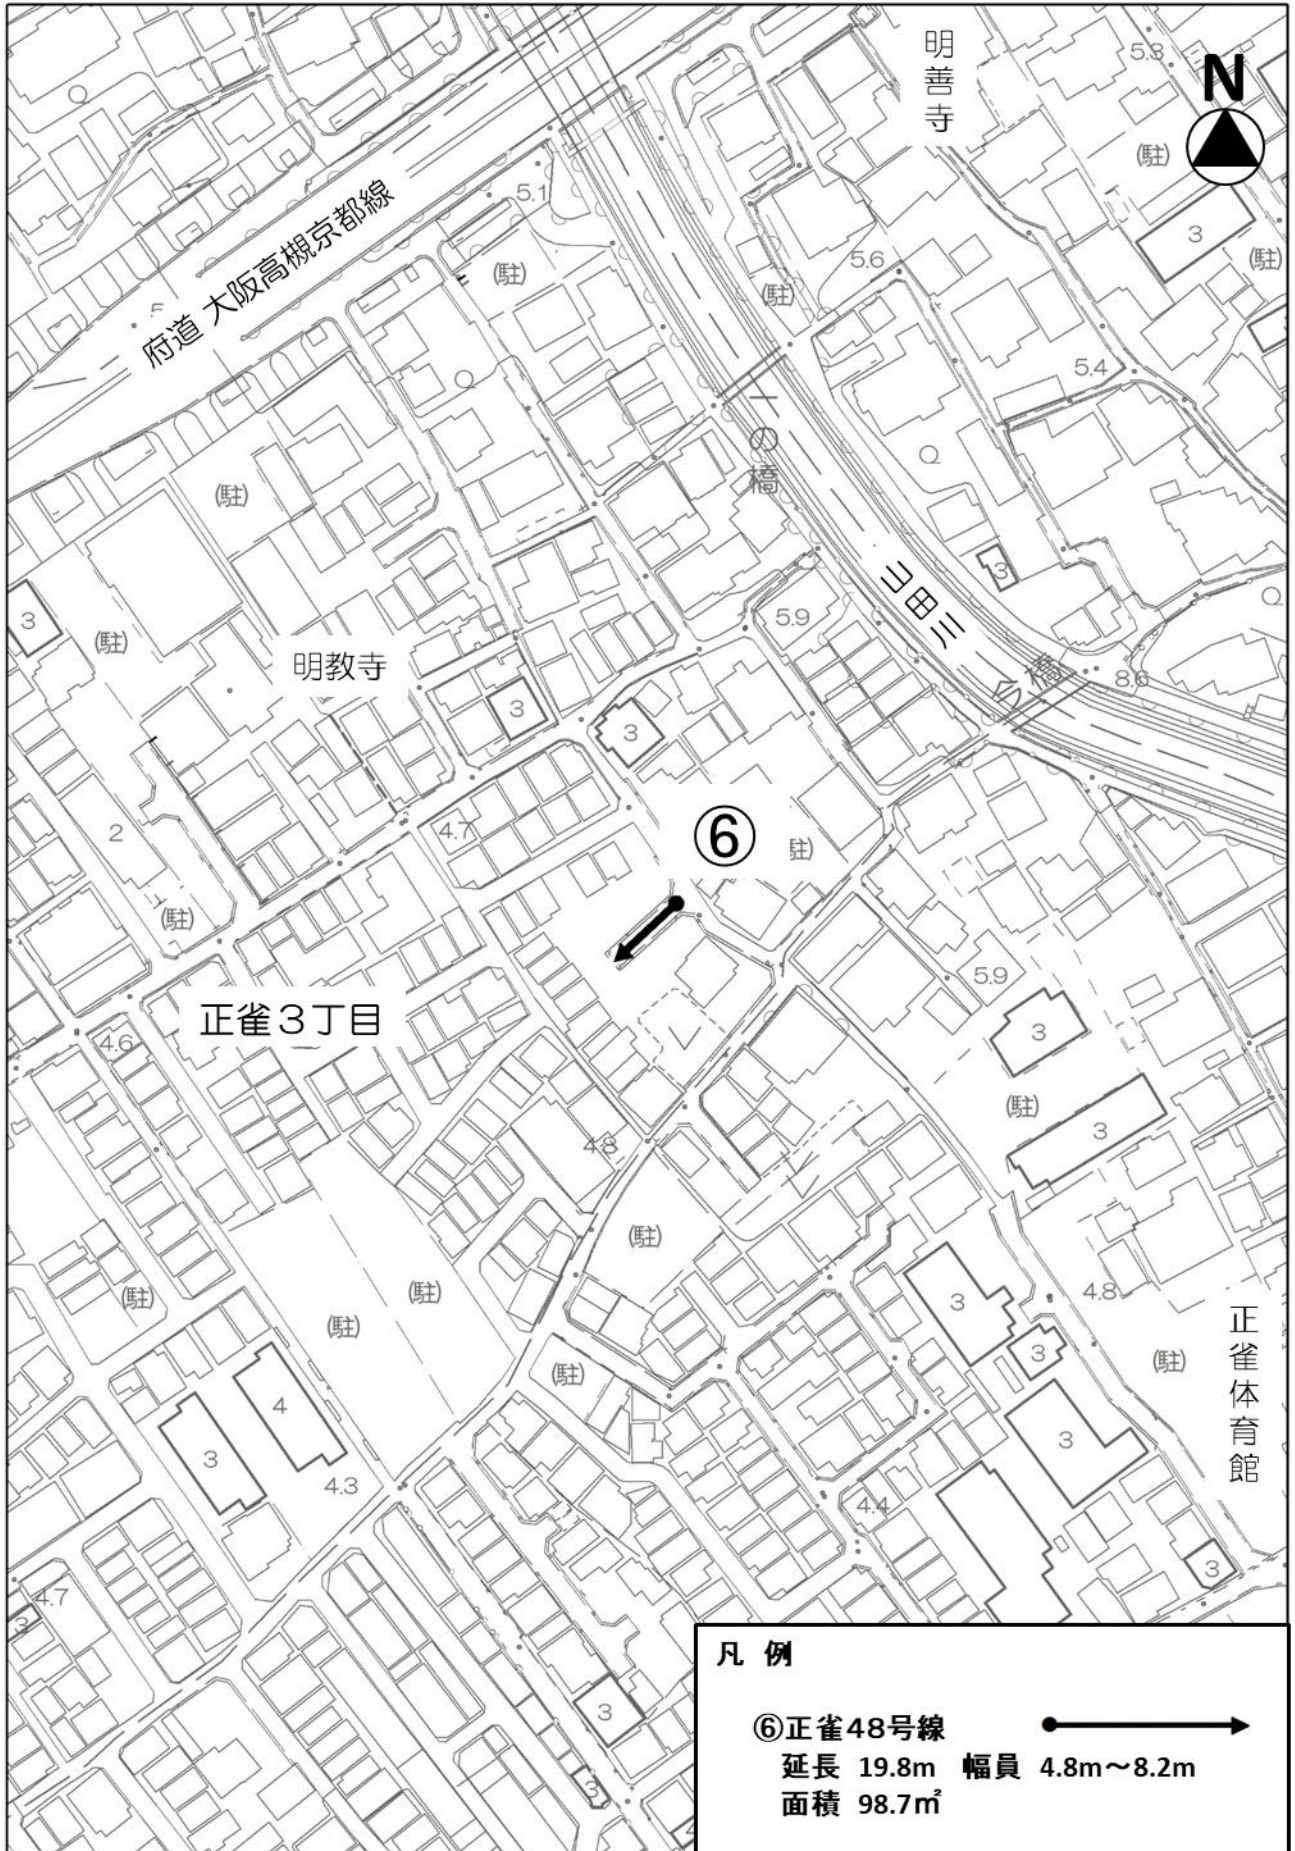 明善寺
N
5.3
(駐)
5.1
3
府道 大阪高槻京都線
(駐)
5.6
(駐)
(駐)
5.4
一の橋
(駐)
3
山田川
3
(駐)
5.9
明教寺
今橋
8.6
3
3
4.7
2
⑥
駐)
(駐)
5.9
正雀3丁目
3
4.6
(駐)
3
4.8
(駐)
(駐)
(駐)
(駐)
4.8
3
正雀体育館
3
(駐)
(駐)
4
3
3
4.3
4.4
3
4.7
3
3
3
凡 例
⑥正雀48号線
延長 19.8m 幅員 4.8m～8.2m
面積 98.7㎡